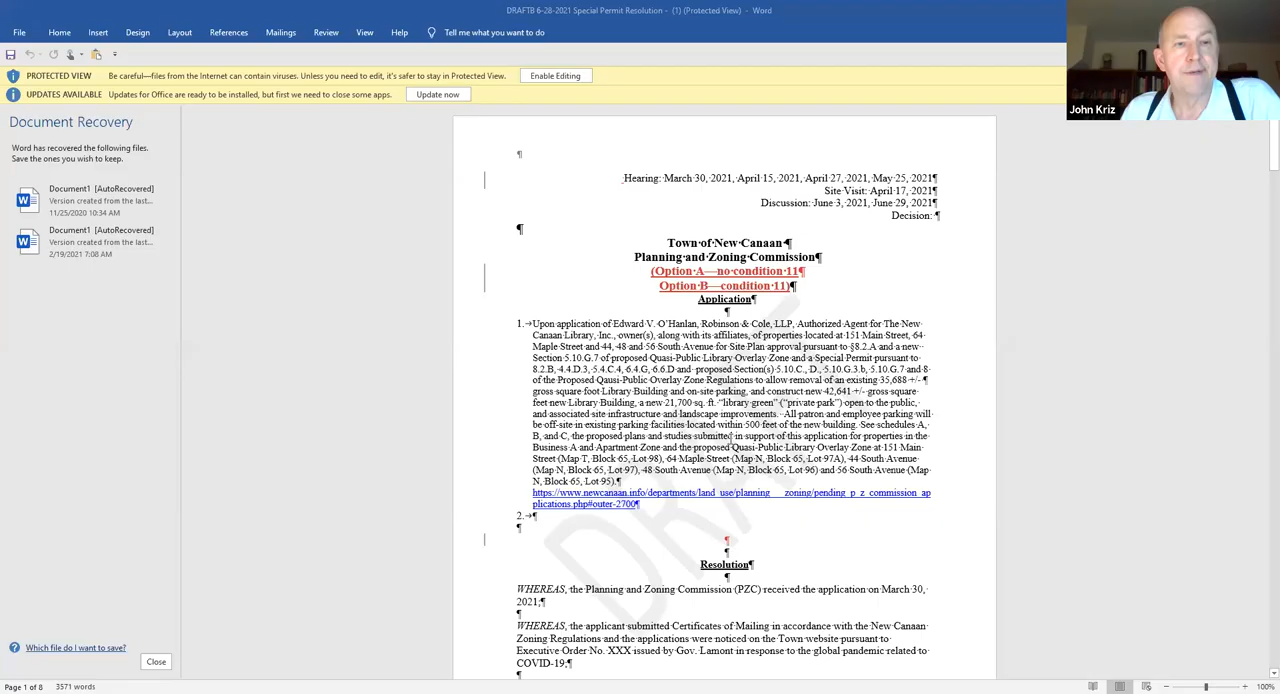 DRAFTB 6-28-2021 Special Permit Resolution - (1) (Protected View) - Word
File Home Insert Design Layout References Mailings Review View Help Tell me what you want to do
PROTECTED VIEW Be careful—files from the Internet can contain viruses. Unless you need to edit, it's safer to stay in Protected View. Enable Editing
UPDATES AVAILABLE Updates for Office are ready to be installed, but first we need to close some apps. Update now
John Kriz
Document Recovery
Word has recovered the following files.
Save the ones you wish to keep.
Document1 [AutoRecovered]
Version created from the last...
11/25/2020 10:34 AM
Document1 [AutoRecovered]
Version created from the last...
2/19/2021 7:08 AM
Which file do I want to save?
Close
¶
Hearing: March 30, 2021, April 15, 2021, April 27, 2021, May 25, 2021¶
Site Visit: April 17, 2021¶
Discussion: June 3, 2021, June 29, 2021¶
Decision: ¶
¶
Town of New Canaan¶
Planning and Zoning Commission¶
(Option A—no condition 11¶
Option B—condition 11)¶
Application¶
¶
1.→Upon application of Edward V. O'Hanlan, Robinson & Cole, LLP, Authorized Agent for The New
Canaan Library, Inc., owner(s), along with its affiliates, of properties located at 151 Main Street, 64
Maple Street and 44, 48 and 56 South Avenue for Site Plan approval pursuant to §8.2.A and a new
Section 5.10.G.7 of proposed Quasi-Public Library Overlay Zone and a Special Permit pursuant to
8.2.B, 4.4.D.3, 5.4.C.4, 6.4.G, 6.6.D and proposed Section(s) 5.10.C., D., 5.10.G.3.b, 5.10.G.7 and 8
of the Proposed Qausi-Public Overlay Zone Regulations to allow removal of an existing 35,688 +/- ¶
gross square foot Library Building and on-site parking, and construct new 42,641 +/- gross square
feet new Library Building, a new 21,700 sq. ft. “library green” (“private park”) open to the public,
and associated site infrastructure and landscape improvements. All patron and employee parking will
be off-site in existing parking facilities located within 500 feet of the new building. See schedules A,
B, and C, the proposed plans and studies submitted in support of this application for properties in the
Business A and Apartment Zone and the proposed Quasi-Public Library Overlay Zone at 151 Main
Street (Map T, Block 65, Lot 98), 64 Maple Street (Map N, Block 65, Lot 97A), 44 South Avenue
(Map N, Block 65, Lot 97), 48 South Avenue (Map N, Block 65, Lot 96) and 56 South Avenue (Map
N, Block 65, Lot 95).¶
https://www.newcanaan.info/departments/land_use/planning___zoning/pending_p_z_commission_ap
plications.php#outer-2700¶
2.→¶
¶
¶
¶
Resolution¶
¶
WHEREAS, the Planning and Zoning Commission (PZC) received the application on March 30,
2021;¶
¶
WHEREAS, the applicant submitted Certificates of Mailing in accordance with the New Canaan
Zoning Regulations and the applications were noticed on the Town website pursuant to
Executive Order No. XXX issued by Gov. Lamont in response to the global pandemic related to
COVID-19;¶
¶
DRAFT
Page 1 of 8 3571 words
100%